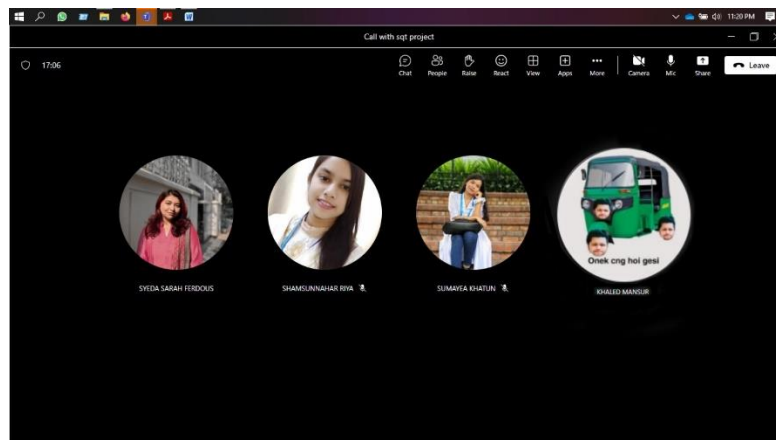 11:20 PM
Call with sqt project
17:06
Chat People Raise React View Apps More Camera Mic Share Leave
Onek cng hoi gesi
SYEDA SARAH FERDOUS SHAMSUNNAHAR RIYA SUMAYEA KHATUN KHALED MANSUR